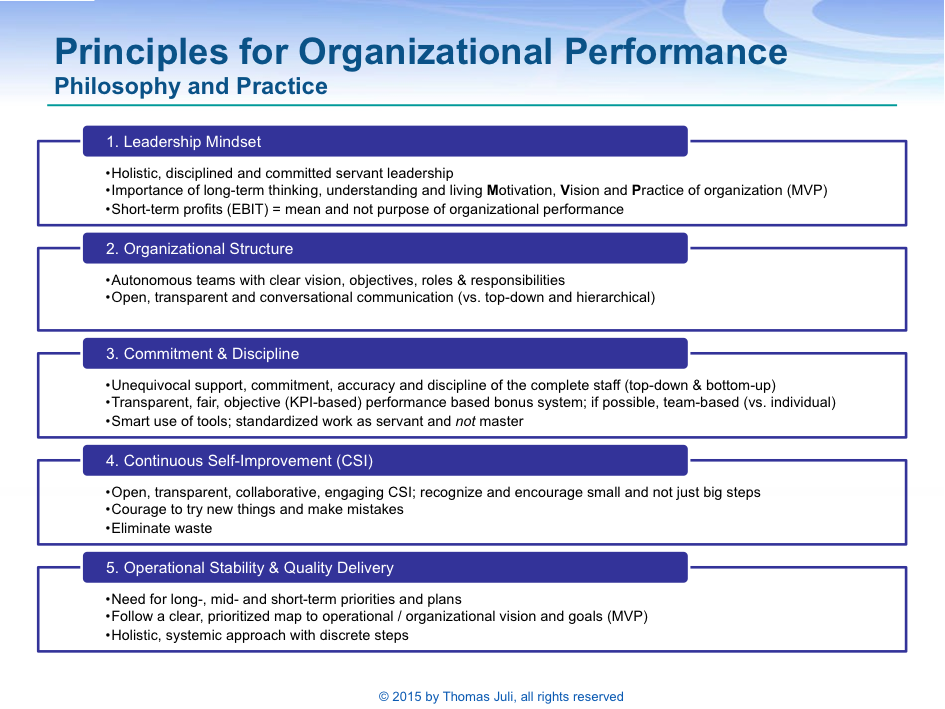 Principles for Organizational Performance
Philosophy and Practice
1. Leadership Mindset
•Holistic, disciplined and committed servant leadership
•Importance of long-term thinking, understanding and living Motivation, Vision and Practice of organization (MVP)
•Short-term profits (EBIT) = mean and not purpose of organizational performance
2. Organizational Structure
•Autonomous teams with clear vision, objectives, roles & responsibilities
•Open, transparent and conversational communication (vs. top-down and hierarchical)
3. Commitment & Discipline
•Unequivocal support, commitment, accuracy and discipline of the complete staff (top-down & bottom-up)
•Transparent, fair, objective (KPI-based) performance based bonus system; if possible, team-based (vs. individual)
•Smart use of tools; standardized work as servant and not master
4. Continuous Self-Improvement (CSI)
•Open, transparent, collaborative, engaging CSI; recognize and encourage small and not just big steps
•Courage to try new things and make mistakes
•Eliminate waste
5. Operational Stability & Quality Delivery
•Need for long-, mid- and short-term priorities and plans
•Follow a clear, prioritized map to operational / organizational vision and goals (MVP)
•Holistic, systemic approach with discrete steps
© 2015 by Thomas Juli, all rights reserved